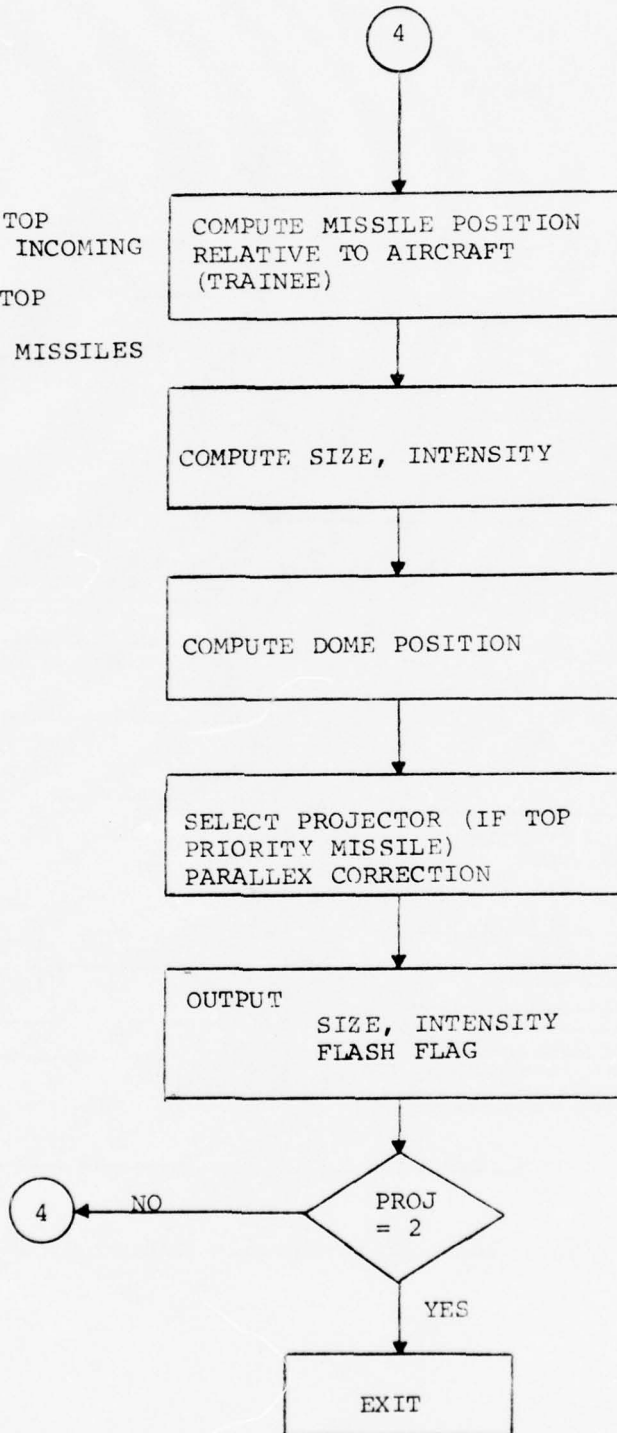 4
TOP
INCOMING
TOP
MISSILES
COMPUTE MISSILE POSITION
RELATIVE TO AIRCRAFT
(TRAINEE)
COMPUTE SIZE, INTENSITY
COMPUTE DOME POSITION
SELECT PROJECTOR (IF TOP
PRIORITY MISSILE)
PARALLEX CORRECTION
OUTPUT
SIZE, INTENSITY
FLASH FLAG
PROJ
= 2
NO
4
YES
EXIT